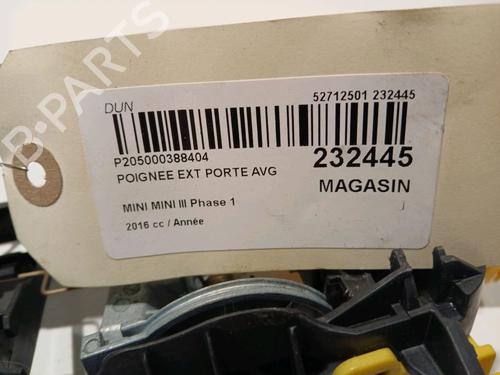 B-PARTS
DUN
52712501 232445
P205000388404
232445
POIGNEE EXT PORTE AVG
MAGASIN
MINI MINI III Phase 1
2016 cc / Année